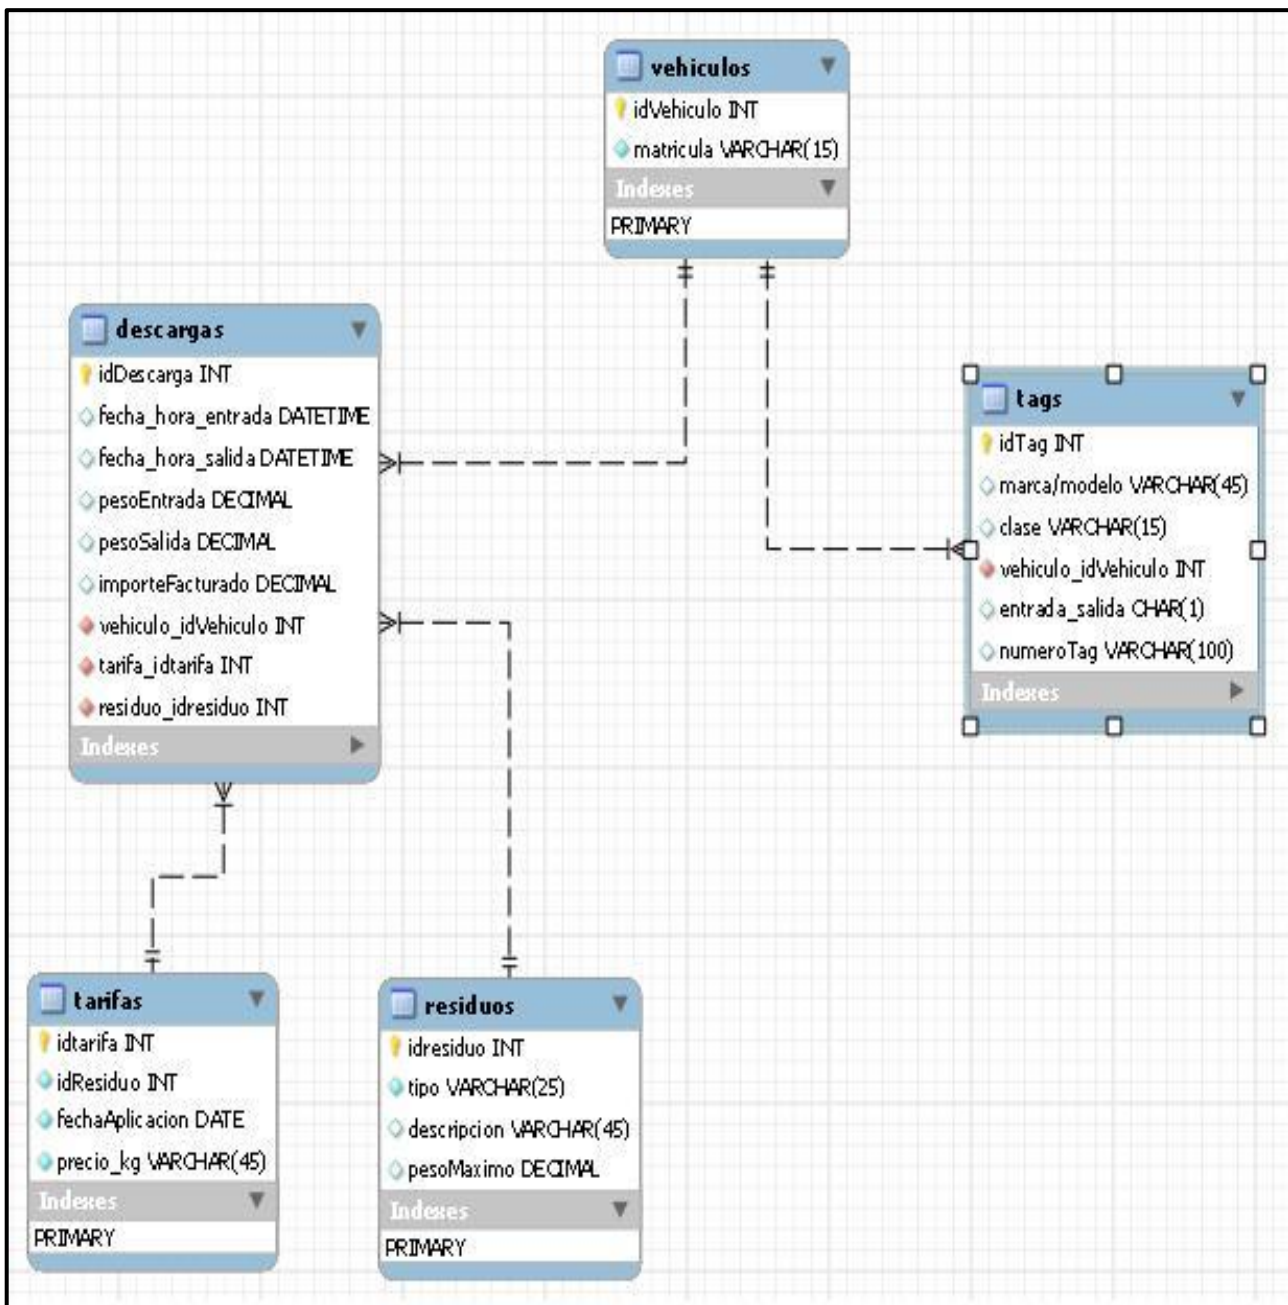 vehiculos
idVehiculo INT
matricula VARCHAR(15)
Indexes
PRIMARY
descargas
idDescarga INT
fecha_hora_entrada DATETIME
fecha_hora_salida DATETIME
pesoEntrada DECIMAL
pesoSalida DECIMAL
importeFacturado DECIMAL
vehiculo_idVehiculo INT
tarifa_idtarifa INT
residuo_idresiduo INT
Indexes
tags
idTag INT
marca/modelo VARCHAR(45)
clase VARCHAR(15)
vehiculo_idVehiculo INT
entrada_salida CHAR(1)
numeroTag VARCHAR(100)
Indexes
tarifas
idtarifa INT
idResiduo INT
fechaAplicacion DATE
precio_kg VARCHAR(45)
Indexes
PRIMARY
residuos
idresiduo INT
tipo VARCHAR(25)
descripcion VARCHAR(45)
pesoMaximo DECIMAL
Indexes
PRIMARY